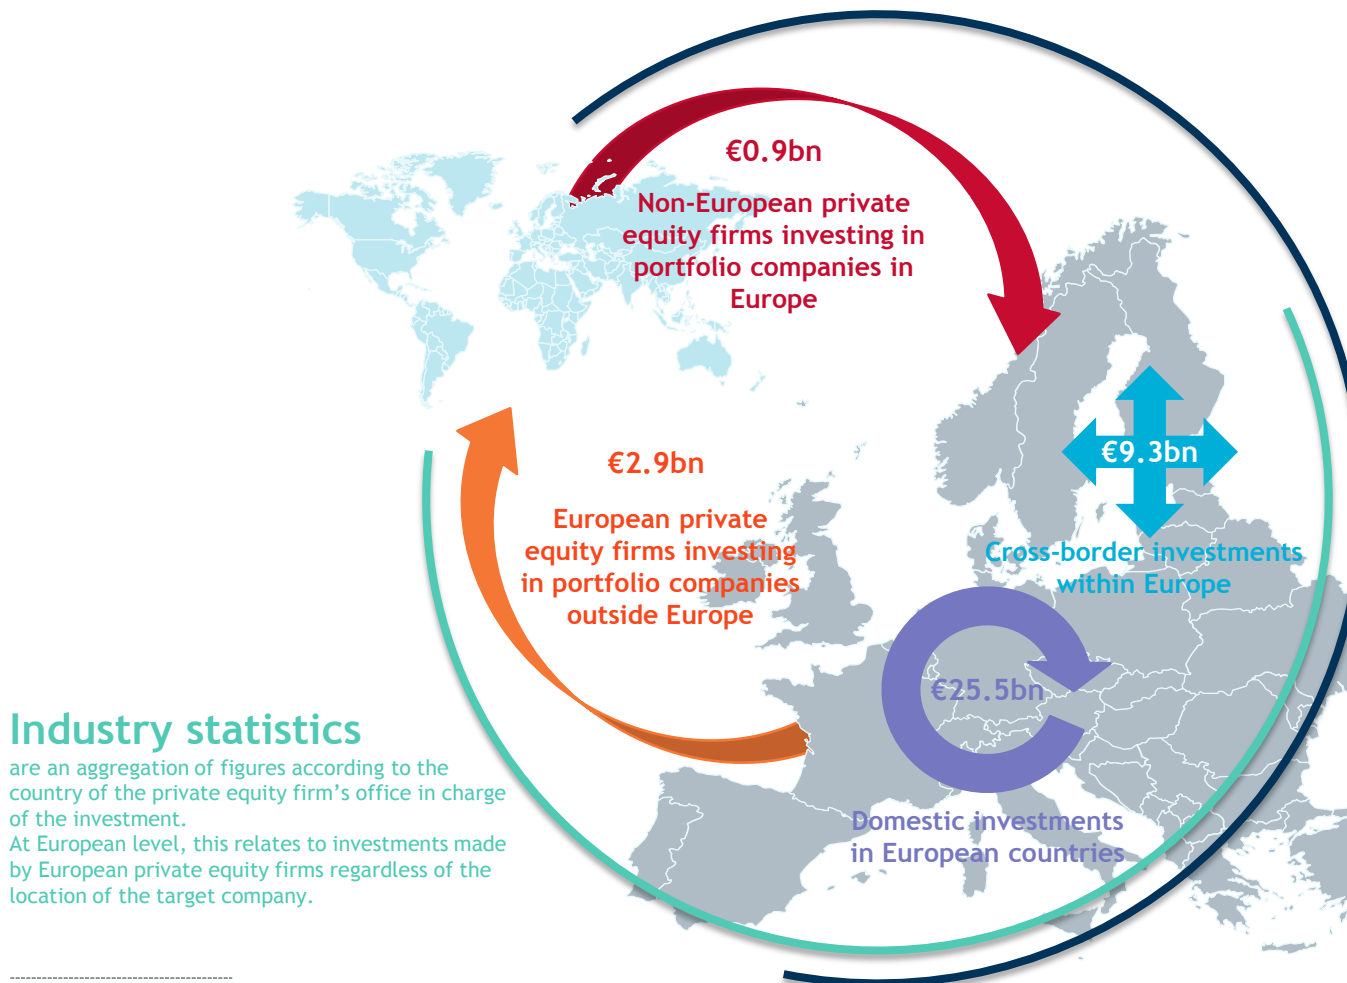 €0.9bn
Non-European private
equity firms investing in
portfolio companies in
Europe
€2.9bn
European private
equity firms investing
in portfolio companies
outside Europe
€9.3bn
Cross-border investments
within Europe
€25.5bn
Domestic investments
in European countries
Industry statistics
are an aggregation of figures according to the
country of the private equity firm’s office in charge
of the investment.
At European level, this relates to investments made
by European private equity firms regardless of the
location of the target company.